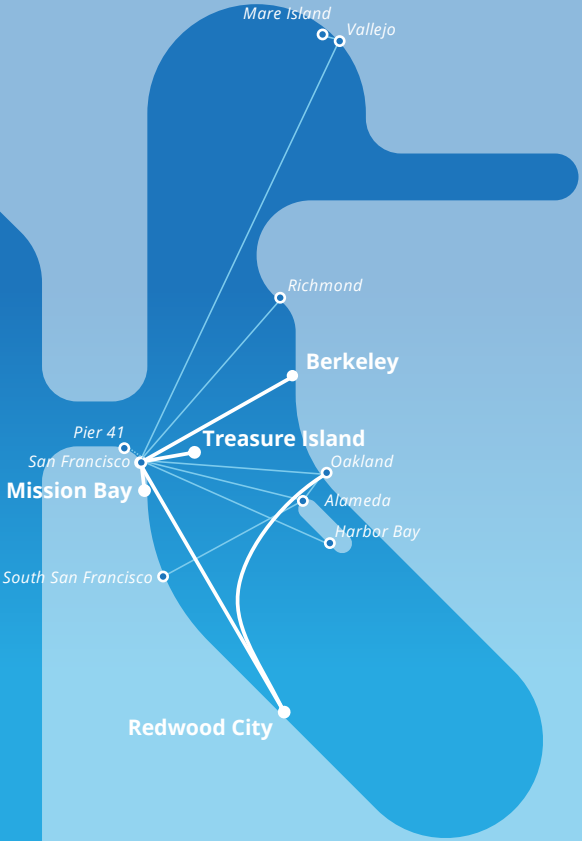 Mare Island
Vallejo
Richmond
Berkeley
Pier 41
Treasure Island
San Francisco
Oakland
Mission Bay
Alameda
Harbor Bay
South San Francisco
Redwood City